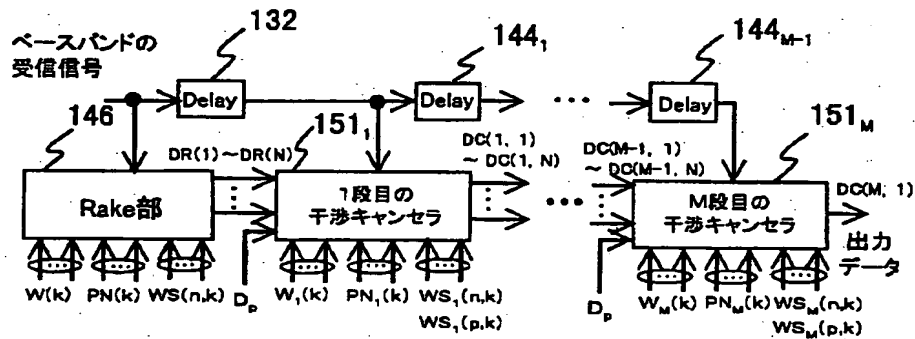 ベースバンドの
受信信号
132
144₁
144M-1
Delay
Delay
Delay
146
151₁
151M
DR(1)～DR(N)
DC(1, 1)
～DC(1, N)
DC(M-1, 1)
～DC(M-1, N)
DC(M, 1)
Rake部
1段目の
干渉キャンセラ
M段目の
干渉キャンセラ
出力
データ
W(k) PN(k) WS(n,k)
Dp
W₁(k) PN₁(k) WS₁(n,k)
WS₁(p,k)
Dp
WM(k) PNM(k) WSM(n,k)
WSM(p,k)